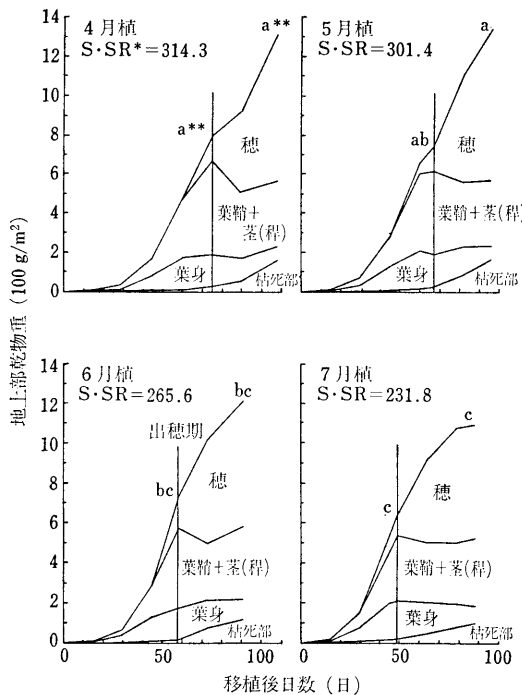 4月植
S·SR*=314.3
a**
a**
穂
葉鞘+
茎(稈)
葉身
枯死部
14
12
10
8
6
4
2
0
0
50
100
5月植
S·SR=301.4
a
ab
穂
葉鞘+茎(稈)
葉身
枯死部
地上部乾物重 (100 g/m²)
6月植
S·SR=265.6
bc
出穂期
bc
穂
葉鞘+茎(稈)
葉身
枯死部
14
12
10
8
6
4
2
0
0
50
100
7月植
S·SR=231.8
c
c
穂
葉鞘+茎(稈)
葉身
枯死部
0
50
100
移植後日数 (日)